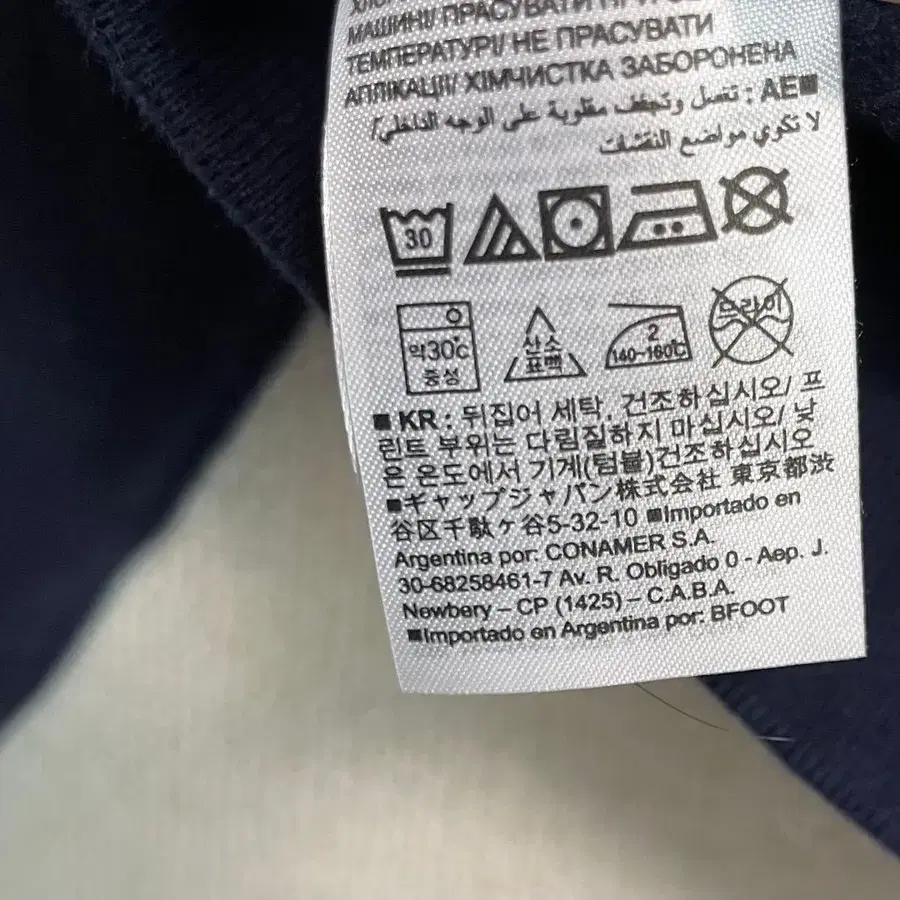 МАШИНІ/ ПРАСУВАТИ ПРИ
ТЕМПЕРАТУРІ/ НЕ ПРАСУВАТИ
АПЛІКАЦІЇ/ ХІМЧИСТКА ЗАБОРОНЕНА
■AE : تغسل وتجفف مقلوبة على الوجه الداخلي/
لا تكوي مواضع النقشات
30
약30℃
중성
산소
표백
2
140~160℃
드라이
■ KR : 뒤집어 세탁, 건조하십시오/ 프
린트 부위는 다림질하지 마십시오/ 낮
은 온도에서 기계(텀블)건조하십시오
■ギャップジャパン株式会社 東京都渋
谷区千駄ヶ谷5-32-10 ■Importado en
Argentina por: CONAMER S.A.
30-68258461-7 Av. R. Obligado 0 - Aep. J.
Newbery – CP (1425) – C.A.B.A.
■Importado en Argentina por: BFOOT